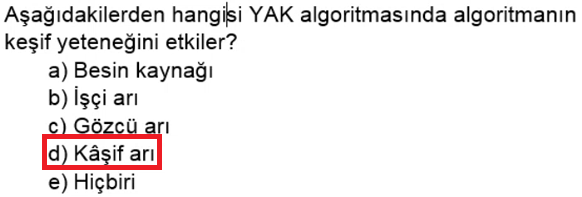 Aşağıdakilerden hangisi YAK algoritmasında algoritmanın
keşif yeteneğini etkiler?
a) Besin kaynağı
b) İşçi arı
c) Gözcü arı
d) Kâşif arı
e) Hiçbiri